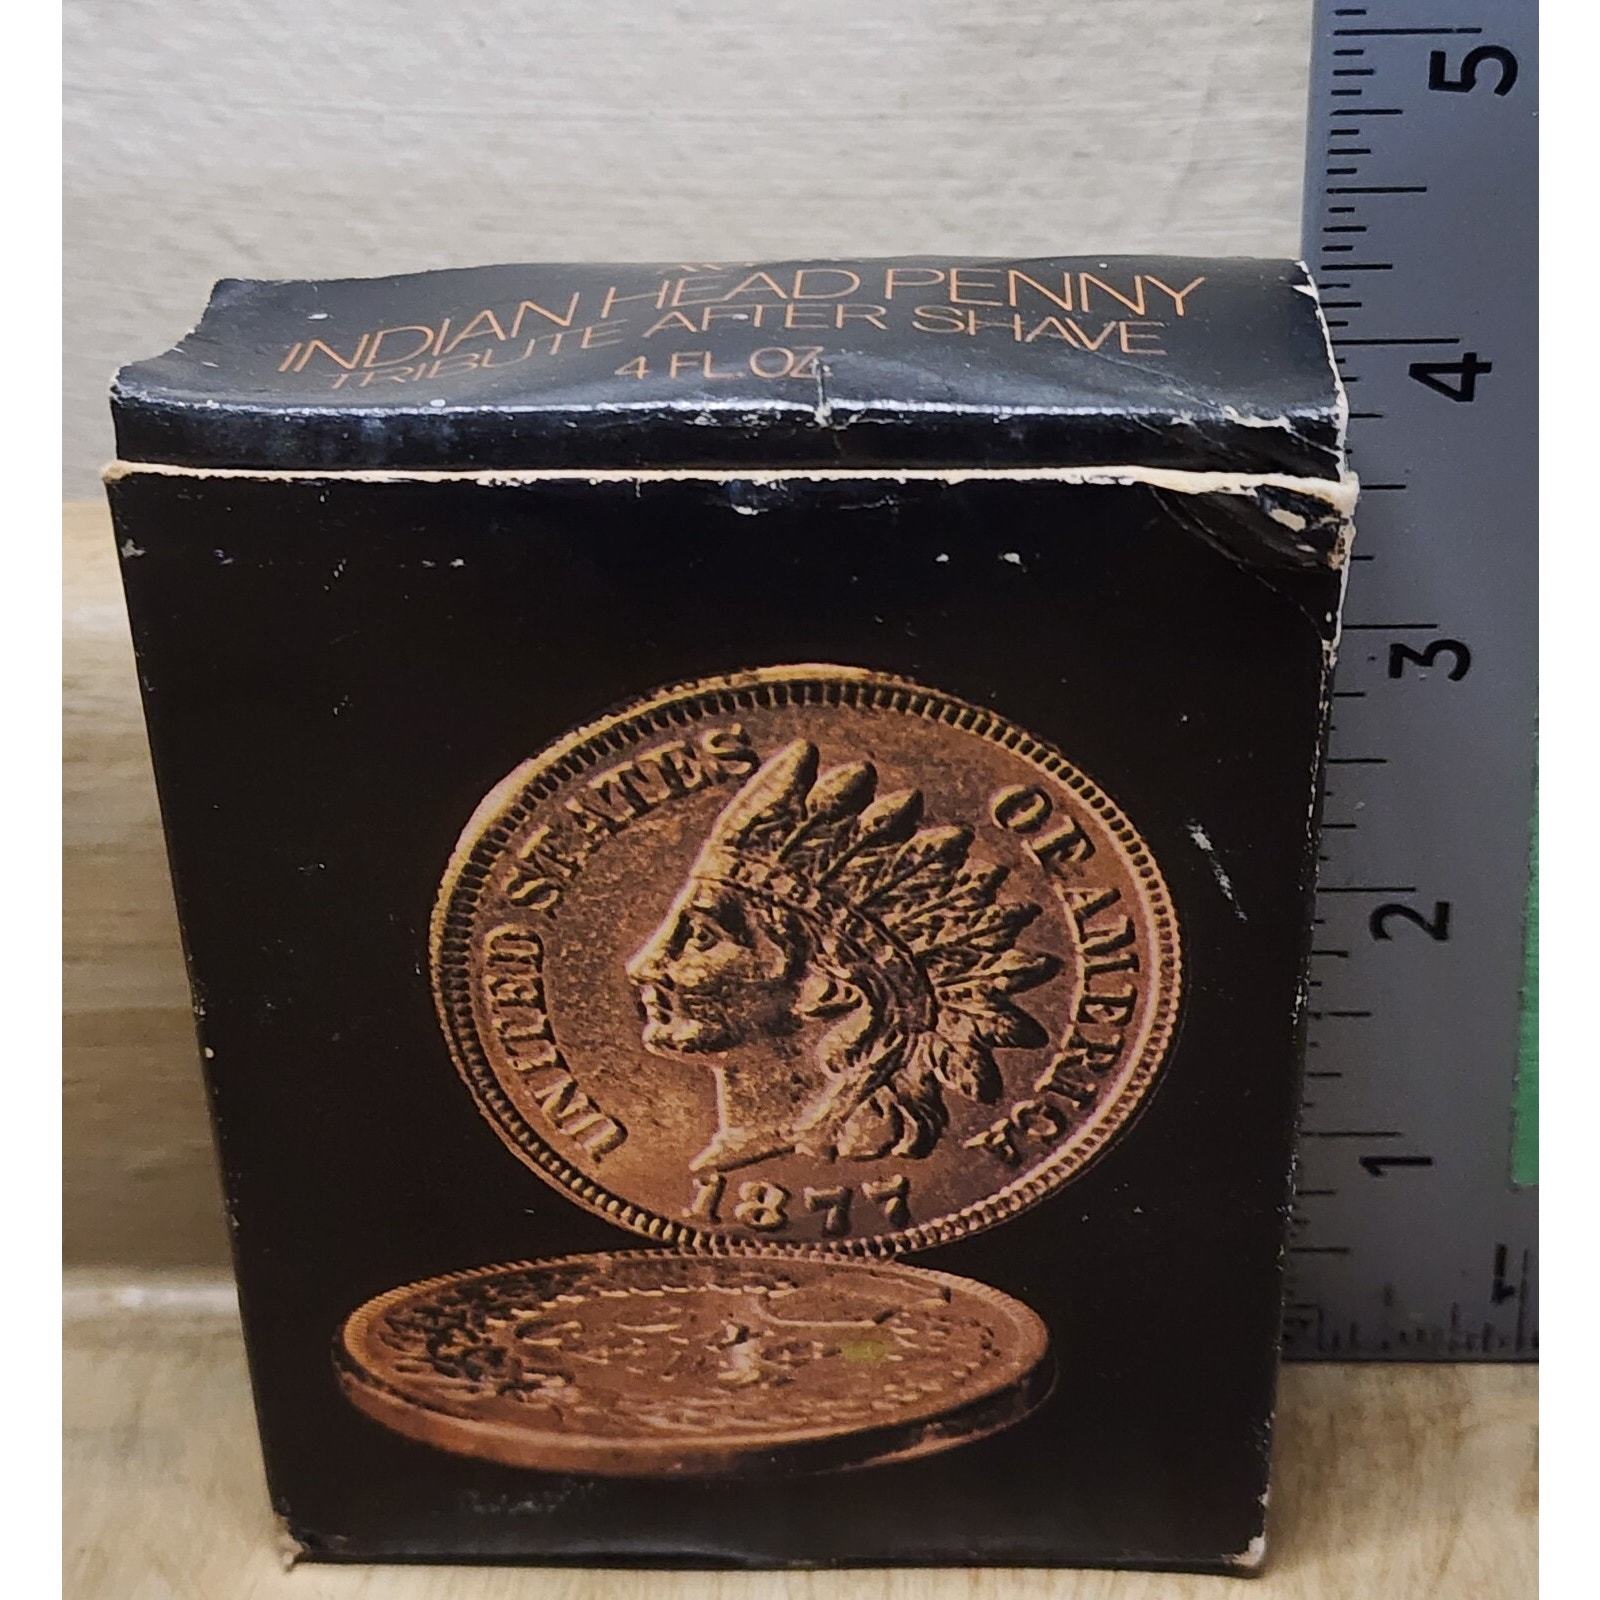 INDIAN HEAD PENNY
TRIBUTE AFTER SHAVE
4 FL.OZ.
UNITED STATES OF AMERICA
1877
5
4
3
2
1
1